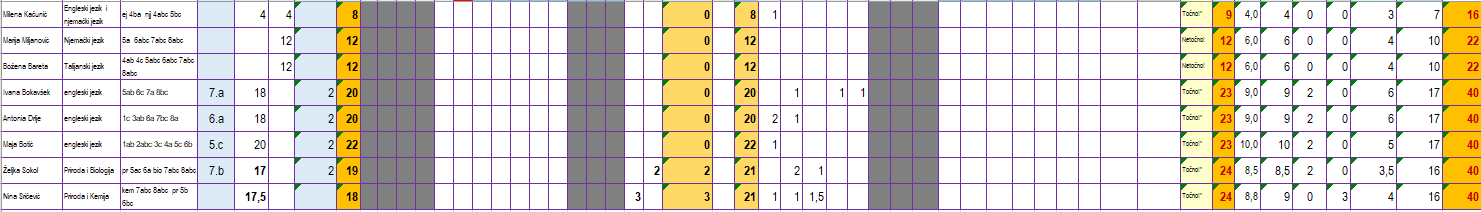 Milena Kačunić Engleski jezik i njemački jezik ej 4ba njj 4abc 5bc 4 4 8 0 8 1 Točno!* 9 4,0 4 0 0 3 7 16
Marija Miljanović Njemački jezik 5a 6abc 7abc 8abc 12 12 0 12 Netočno! 12 6,0 6 0 0 4 10 22
Božena Bareta Talijanski jezik 4ab 4c 5abc 6abc 7abc 8abc 12 12 0 12 Netočno! 12 6,0 6 0 0 4 10 22
Ivana Bokavšek engleski jezik 5ab 6c 7a 8bc 7.a 18 2 20 0 20 1 1 1 Točno!* 23 9,0 9 2 0 6 17 40
Antonia Drlje engleski jezik 1c 3ab 6a 7bc 8a 6.a 18 2 20 0 20 2 1 Točno!* 23 9,0 9 2 0 6 17 40
Maja Botić engleski jezik 1ab 2abc 3c 4a 5c 6b 5.c 20 2 22 0 22 1 Točno!* 23 10,0 10 2 0 5 17 40
Željka Sokol Priroda i Biologija pr 5ac 6a bio 7abc 8abc 7.b 17 2 19 2 2 21 2 1 Točno!* 24 8,5 8,5 2 0 3,5 16 40
Nina Sričević Priroda i Kemija kem 7abc 8abc pr 5b 6bc 17,5 18 3 3 21 1 1 1,5 Točno!* 24 8,8 9 0 3 4 16 40